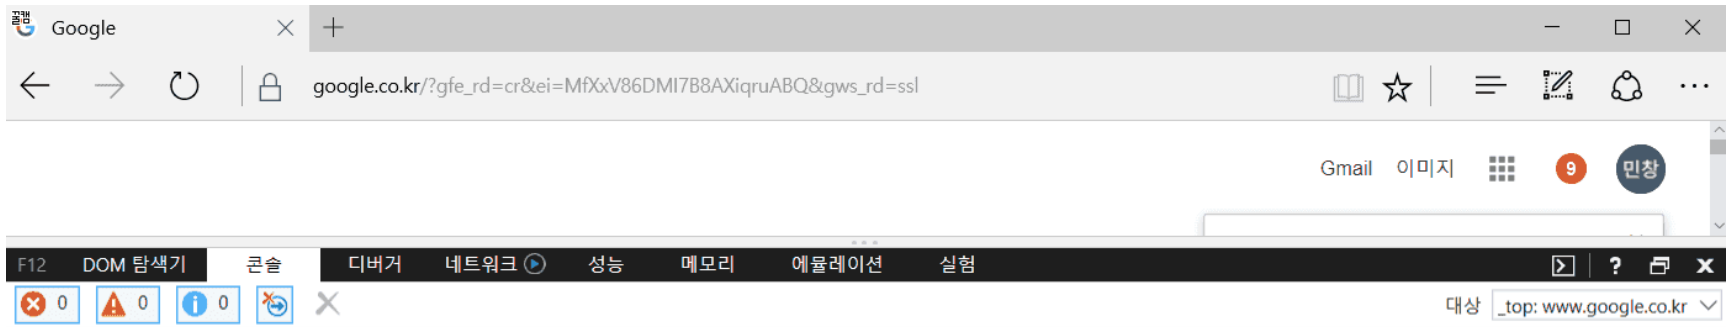 꿀캠
Google
google.co.kr/?gfe_rd=cr&ei=MfXxV86DMI7B8AXiqruABQ&gws_rd=ssl
Gmail 이미지 9 민창
F12 DOM 탐색기 콘솔 디버거 네트워크 성능 메모리 에뮬레이션 실험 ?
0 0 0 대상 _top: www.google.co.kr